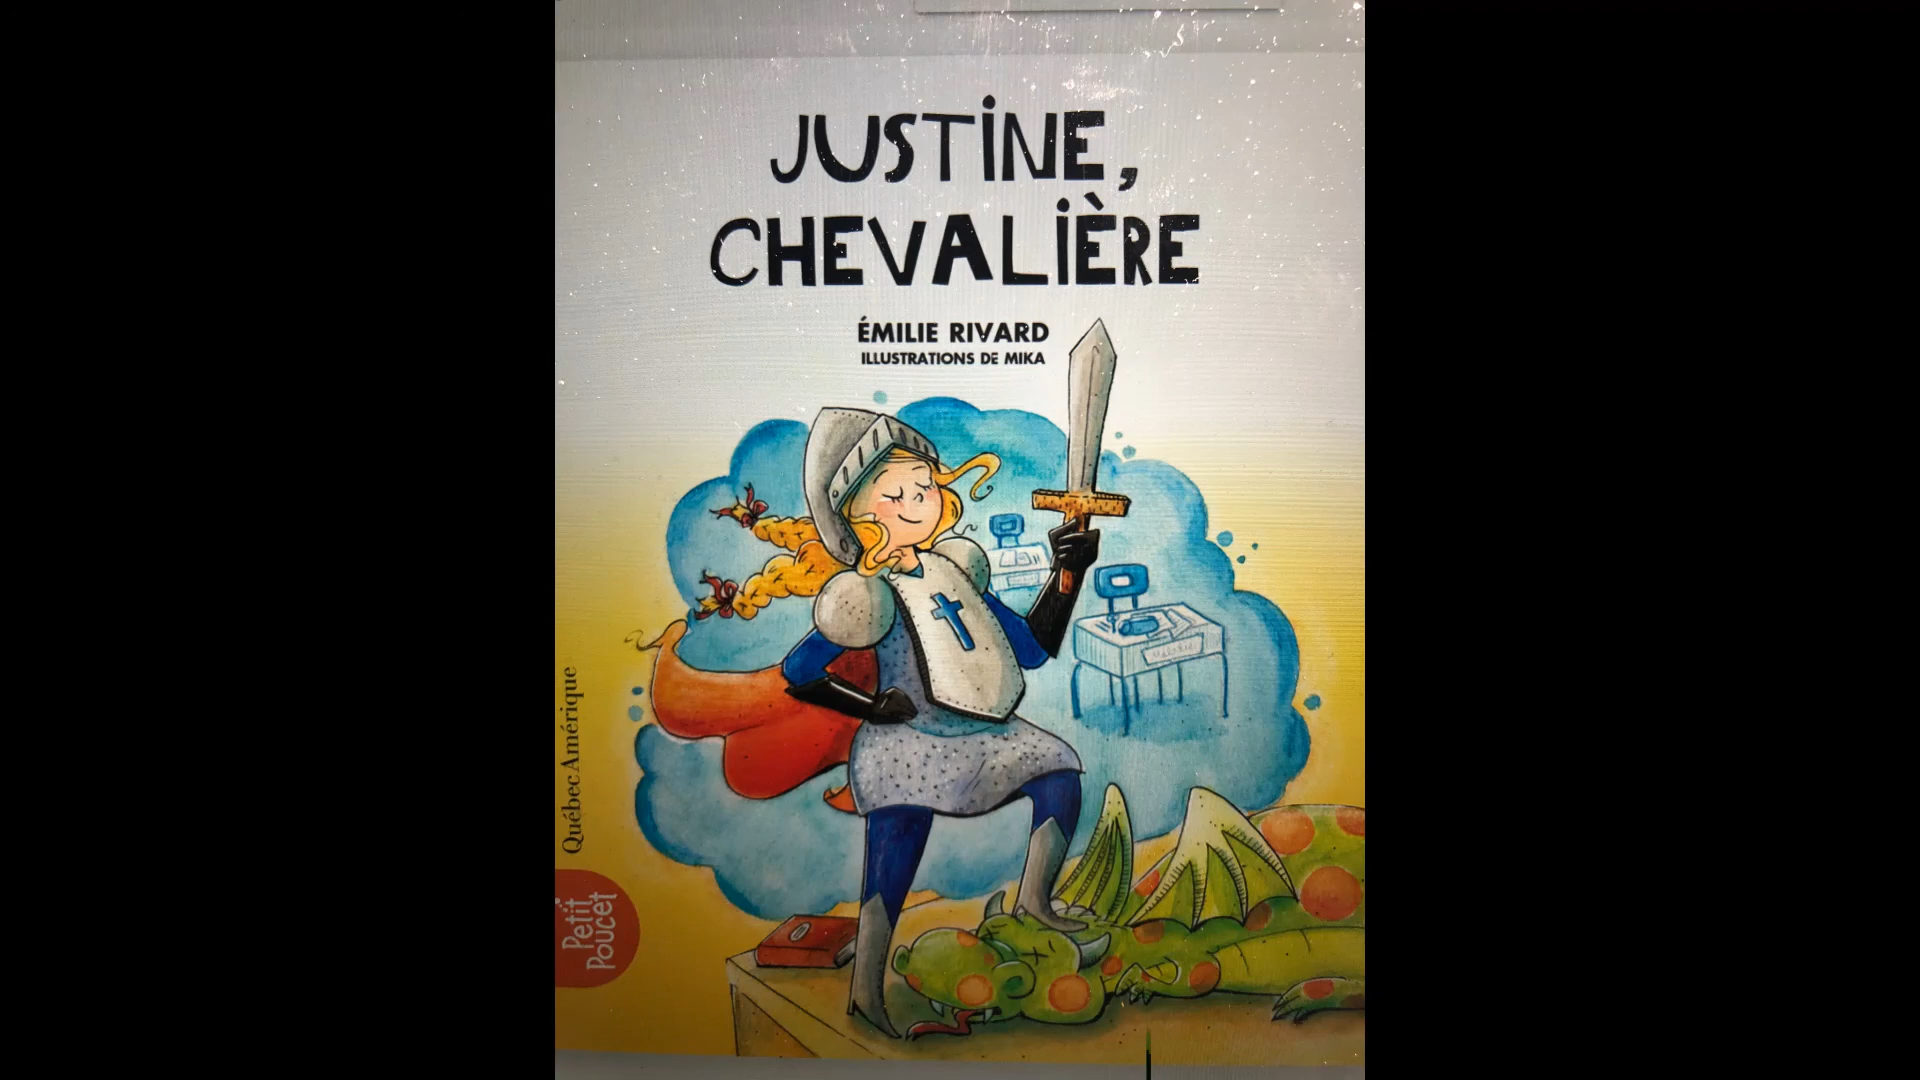 JUSTINE,
CHEVALIÈRE
ÉMILIE RIVARD
ILLUSTRATIONS DE MIKA
QuébecAmérique
Petit
Poucet